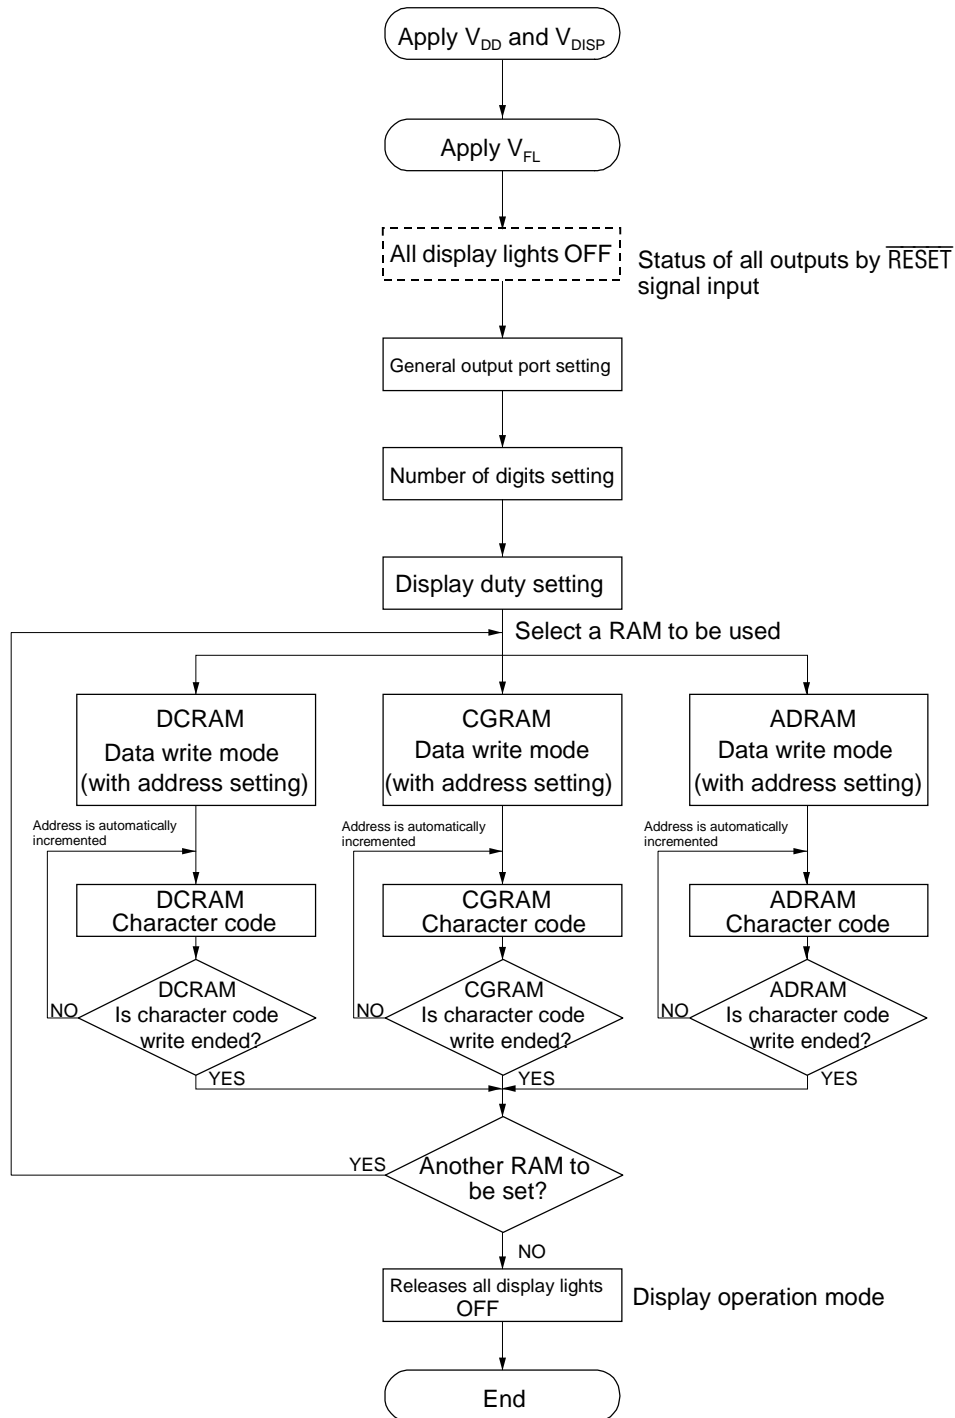 Apply VDD and VDISP
Apply VFL
All display lights OFF
Status of all outputs by RESET
signal input
General output port setting
Number of digits setting
Display duty setting
Select a RAM to be used
DCRAM
Data write mode
(with address setting)
CGRAM
Data write mode
(with address setting)
ADRAM
Data write mode
(with address setting)
Address is automatically
incremented
Address is automatically
incremented
Address is automatically
incremented
DCRAM
Character code
CGRAM
Character code
ADRAM
Character code
NO
DCRAM
Is character code
write ended?
YES
NO
CGRAM
Is character code
write ended?
YES
NO
ADRAM
Is character code
write ended?
YES
YES
Another RAM to
be set?
NO
Releases all display lights
OFF
Display operation mode
End